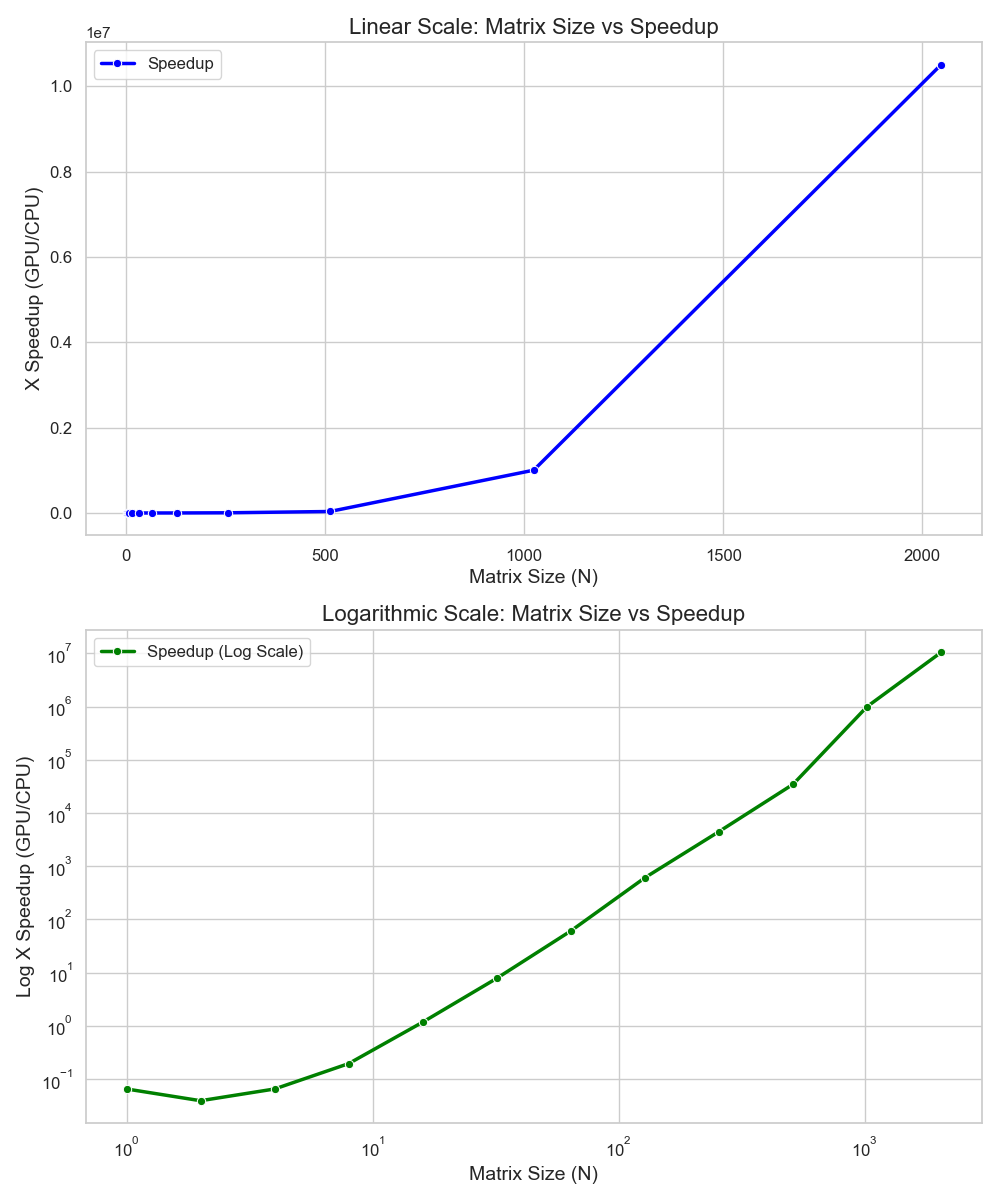 Linear Scale: Matrix Size vs Speedup
1e7
Speedup
1.0
0.8
0.6
0.4
0.2
0.0
X Speedup (GPU/CPU)
0 500 1000 1500 2000
Matrix Size (N)
Logarithmic Scale: Matrix Size vs Speedup
Speedup (Log Scale)
10⁷
10⁶
10⁵
10⁴
10³
10²
10¹
10⁰
10⁻¹
Log X Speedup (GPU/CPU)
10⁰ 10¹ 10² 10³
Matrix Size (N)